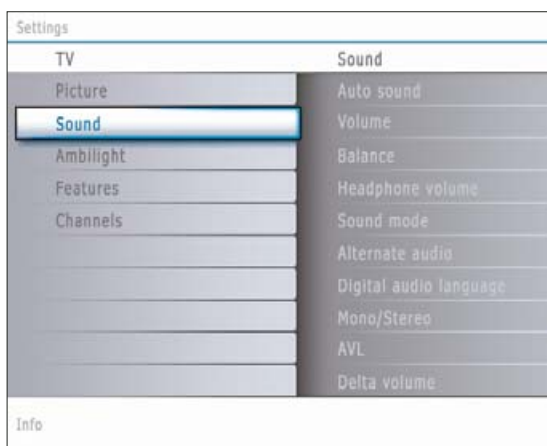 Settings
TV
Picture
Sound
Ambilight
Features
Channels
Sound
Auto sound
Volume
Balance
Headphone volume
Sound mode
Alternate audio
Digital audio language
Mono/Stereo
AVL
Delta volume
Info